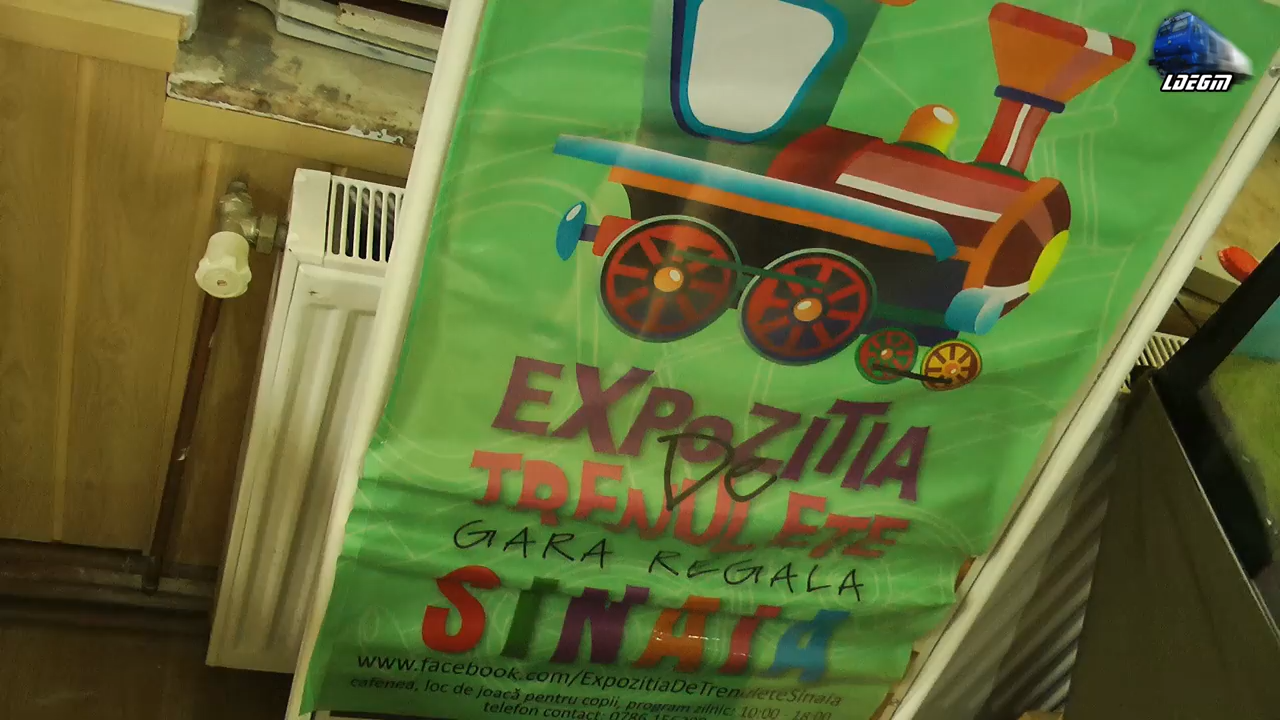 LDEGM
EXPOZITIA
DE
TRENULETE
GARA REGALA
SINAIA
www.facebook.com/ExpozitiaDeTrenuleteSinaia
cafenea, loc de joacă pentru copii, program zilnic: 10:00 - 18:00
telefon contact: 0786